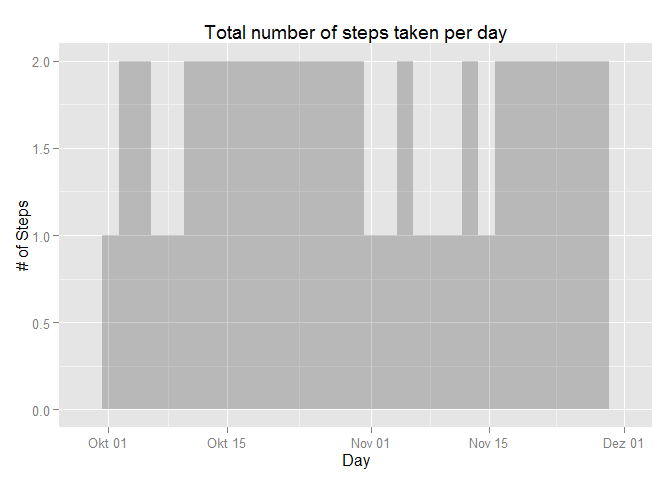 Total number of steps taken per day
# of Steps
2.0
1.5
1.0
0.5
0.0
Okt 01
Okt 15
Nov 01
Nov 15
Dez 01
Day